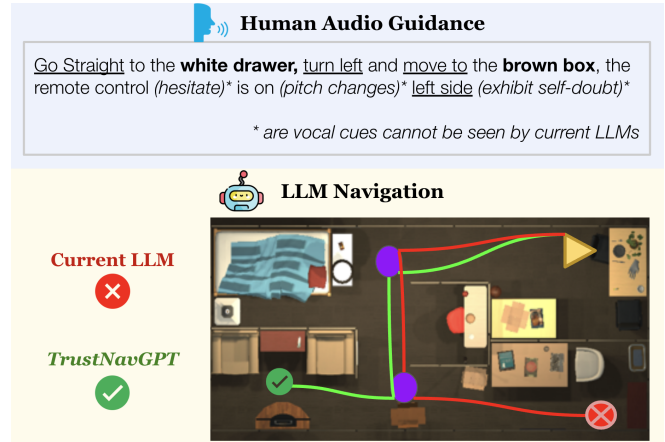 Human Audio Guidance
Go Straight to the white drawer, turn left and move to the brown box, the
remote control (hesitate)* is on (pitch changes)* left side (exhibit self-doubt)*
* are vocal cues cannot be seen by current LLMs
LLM Navigation
Current LLM
TrustNavGPT